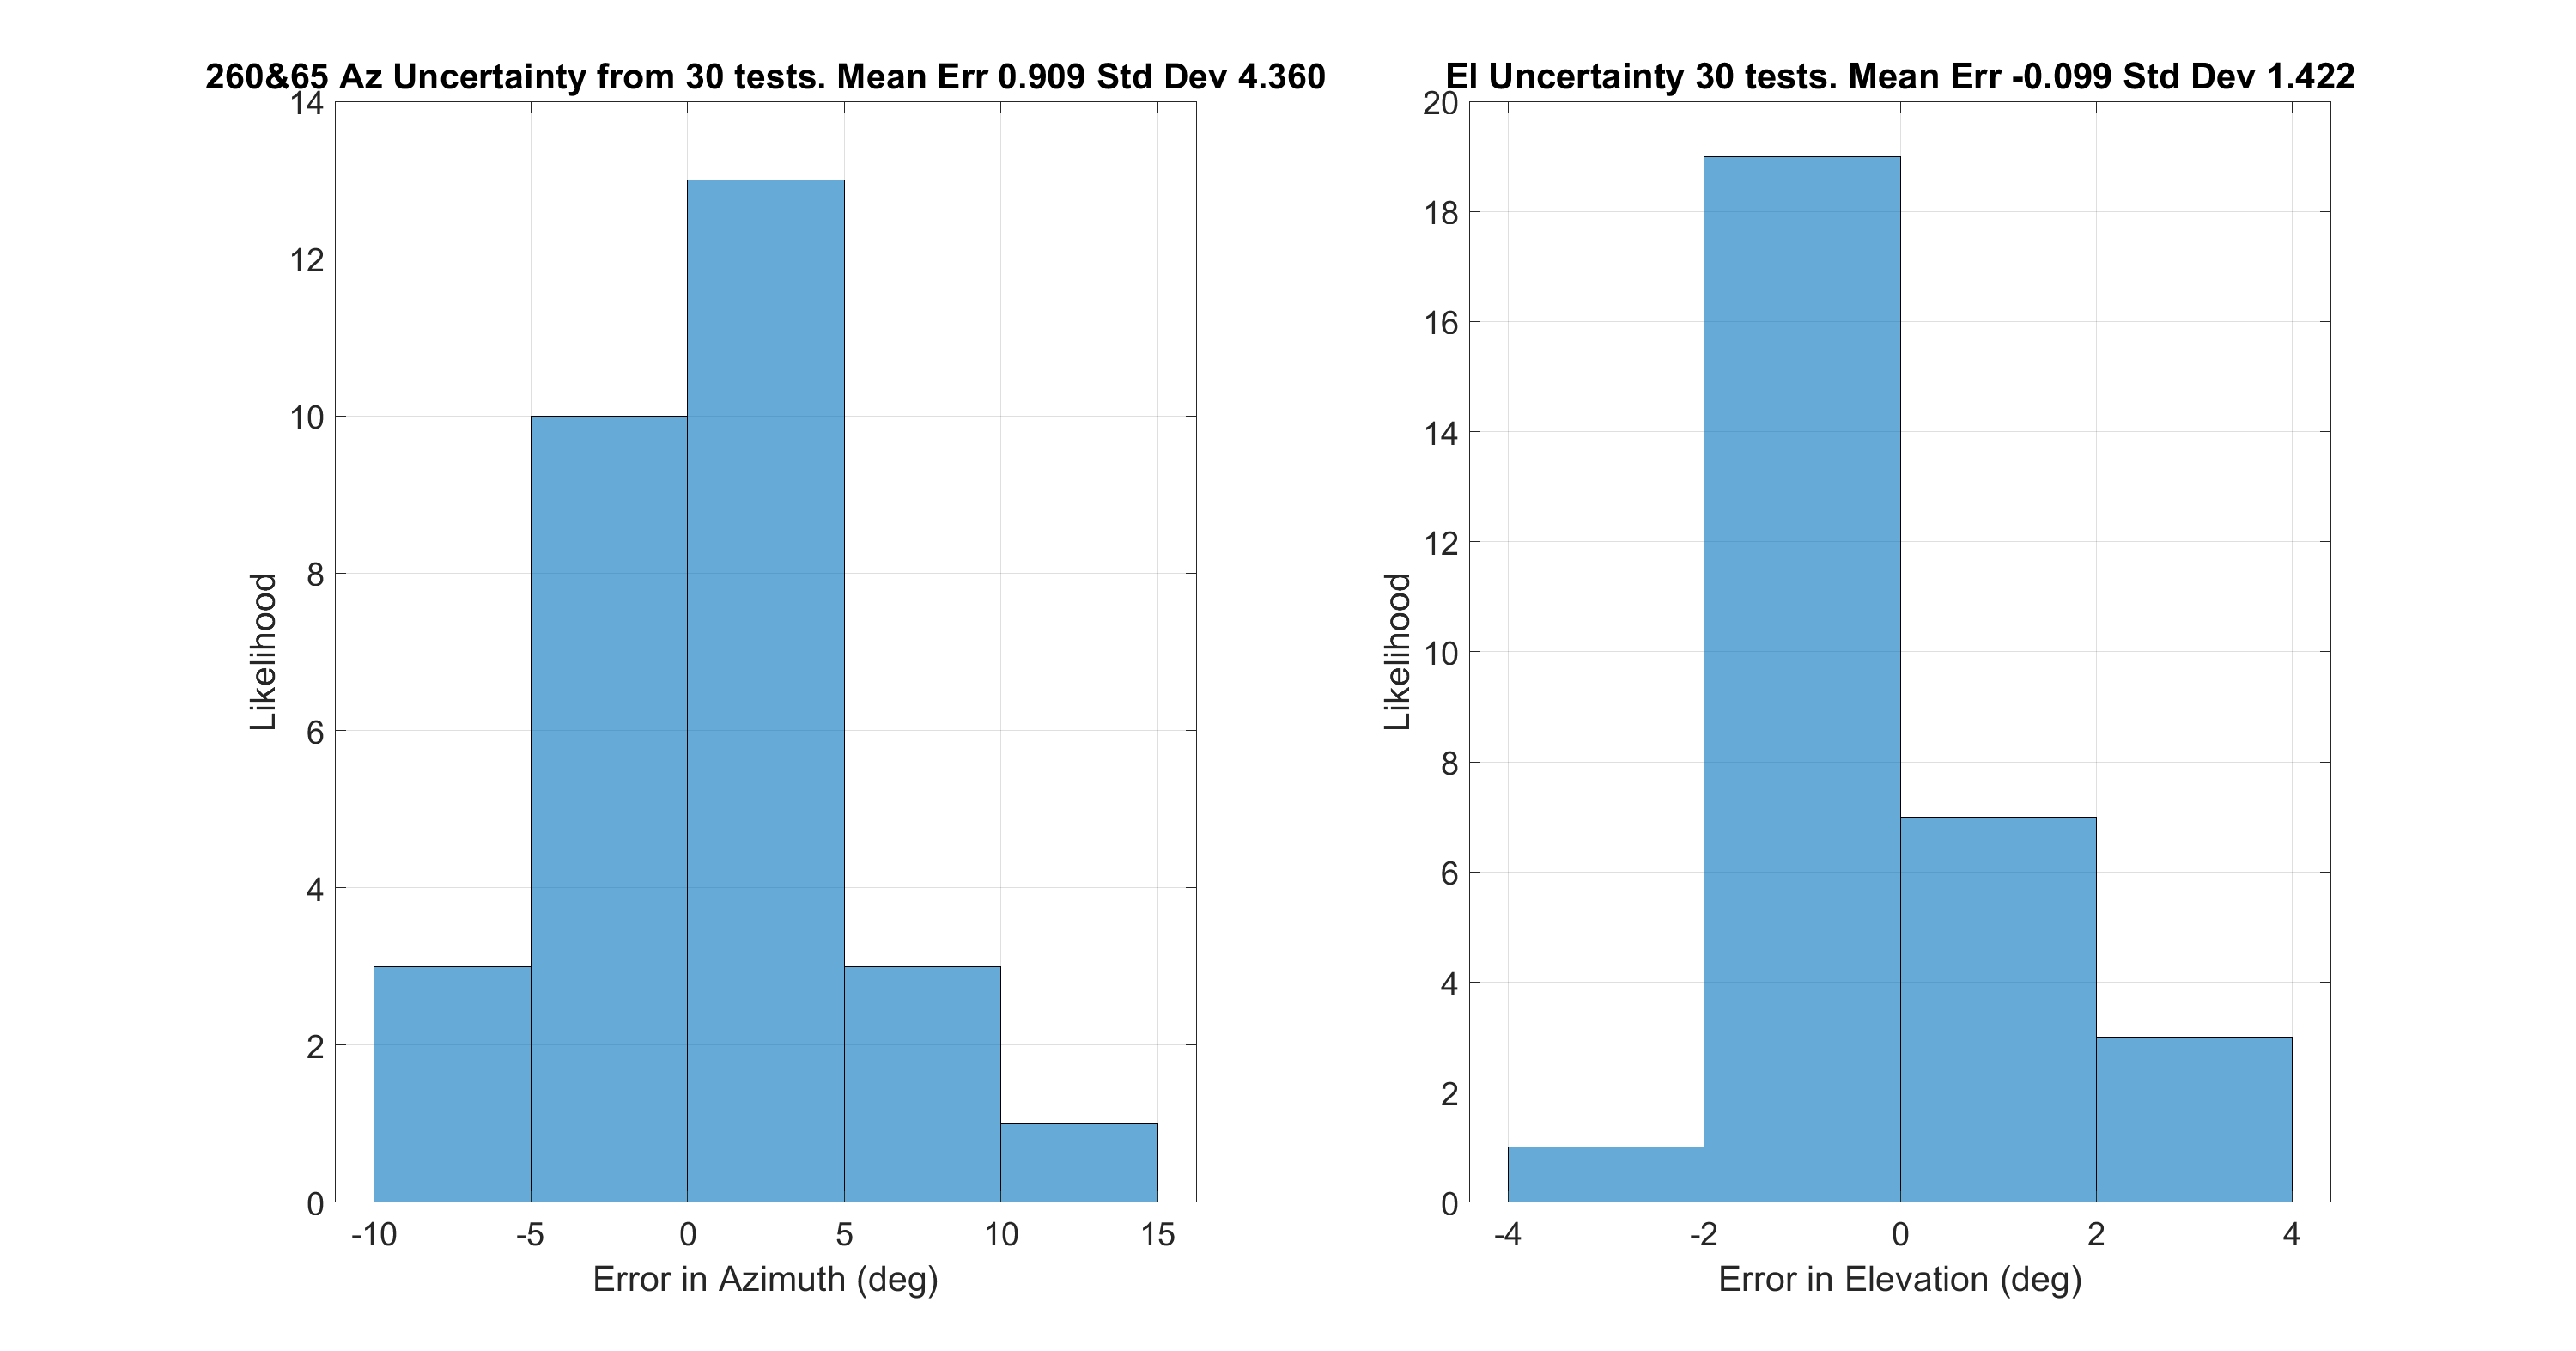 260&65 Az Uncertainty from 30 tests. Mean Err 0.909 Std Dev 4.360
14
12
10
8
6
4
2
0
Likelihood
-10 -5 0 5 10 15
Error in Azimuth (deg)
El Uncertainty 30 tests. Mean Err -0.099 Std Dev 1.422
20
18
16
14
12
10
8
6
4
2
0
Likelihood
-4 -2 0 2 4
Error in Elevation (deg)